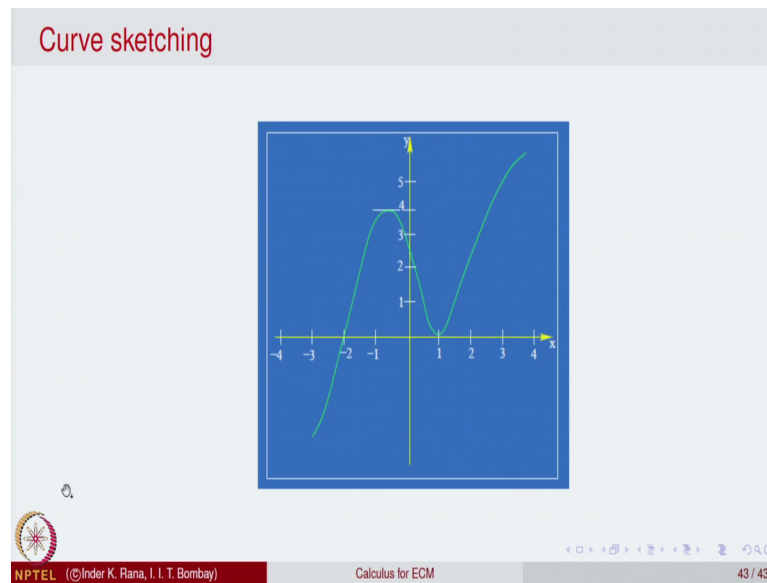 Curve sketching
y
5
4
3
2
1
-4 -3 -2 -1 1 2 3 4 x
NPTEL (©Inder K. Rana, I. I. T. Bombay) Calculus for ECM 43 / 43